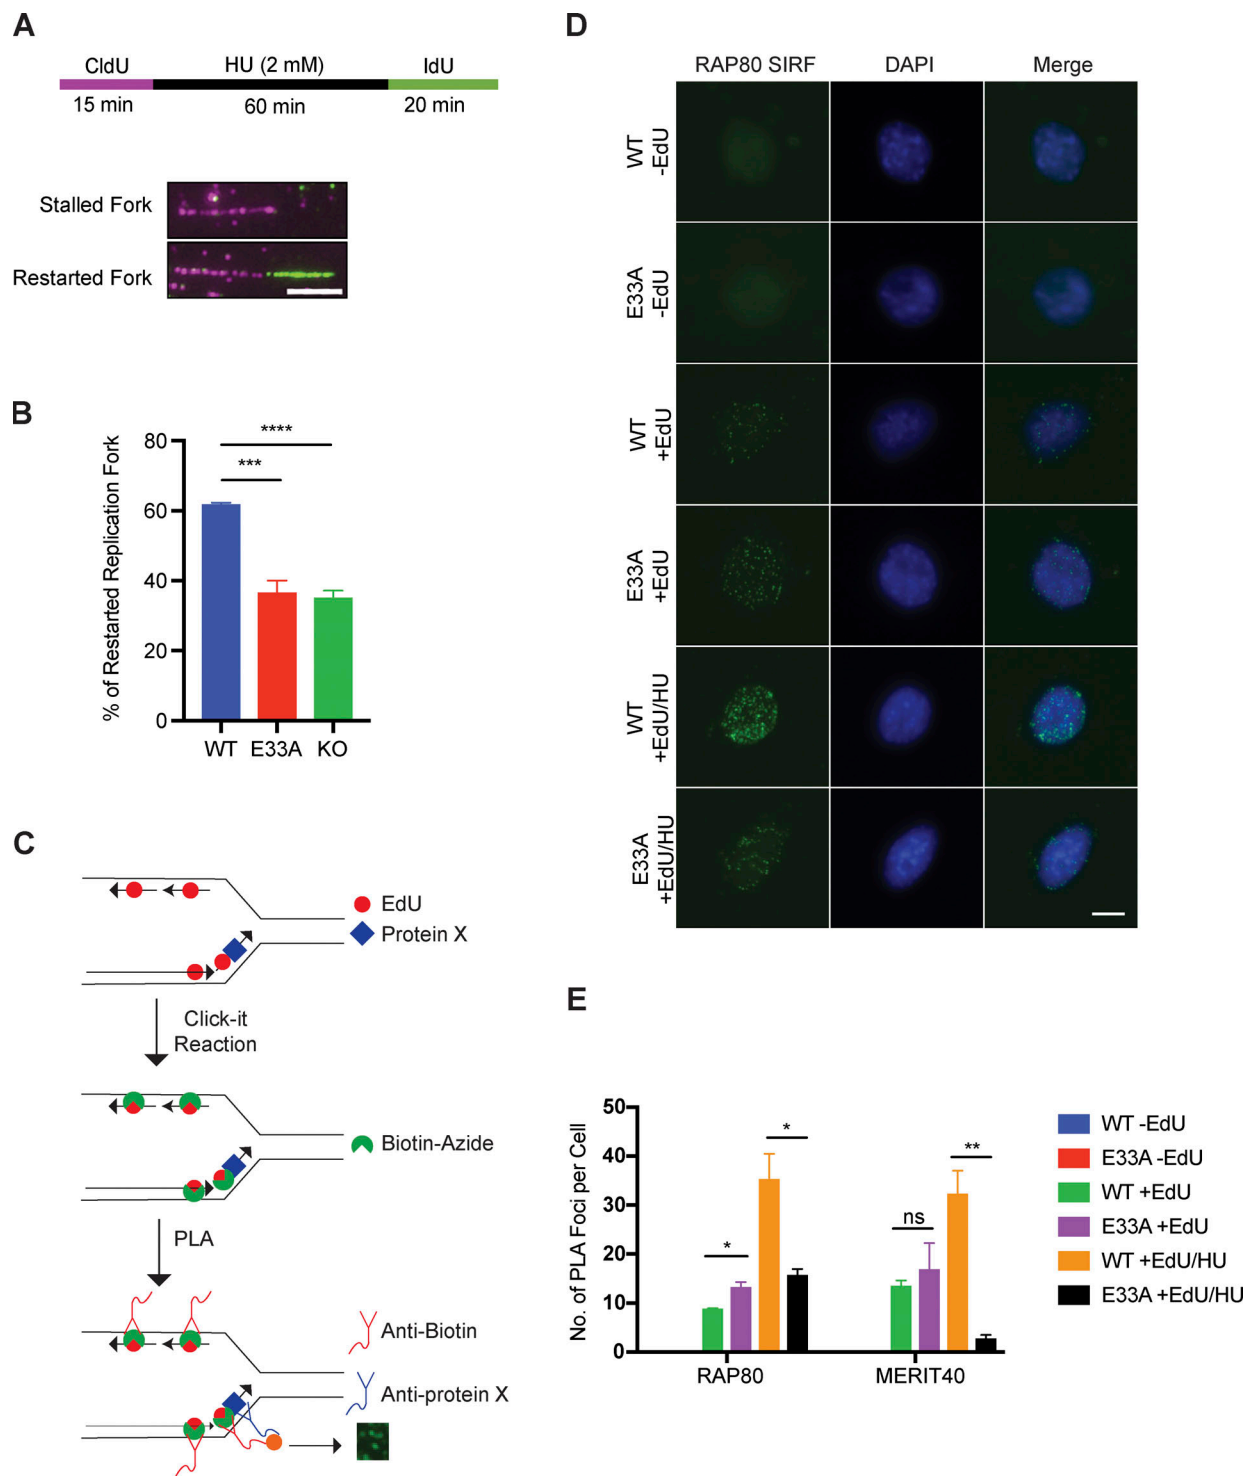 A
CldU
HU (2 mM)
IdU
15 min
60 min
20 min
Stalled Fork
Restarted Fork
B
% of Restarted Replication Fork
80
60
40
20
0
****
***
WT
E33A
KO
C
EdU
Protein X
Click-it
Reaction
Biotin-Azide
PLA
Anti-Biotin
Anti-protein X
D
RAP80 SIRF
DAPI
Merge
WT
-EdU
E33A
-EdU
WT
+EdU
E33A
+EdU
WT
+EdU/HU
E33A
+EdU/HU
E
No. of PLA Foci per Cell
50
40
30
20
10
0
*
*
ns
**
RAP80
MERIT40
WT -EdU
E33A -EdU
WT +EdU
E33A +EdU
WT +EdU/HU
E33A +EdU/HU